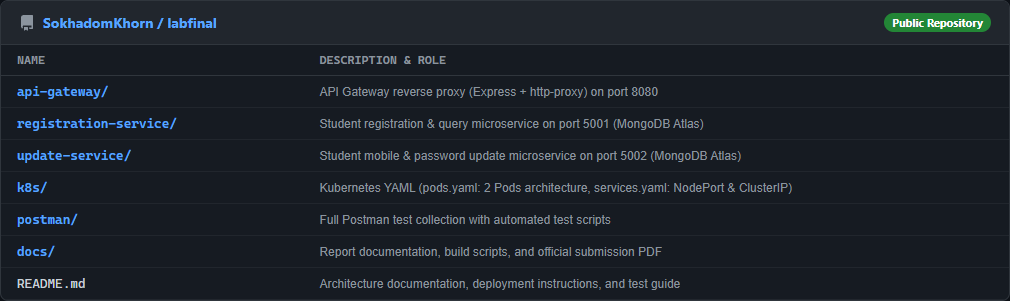 SokhadomKhorn / labfinal Public Repository
NAME DESCRIPTION & ROLE
api-gateway/ API Gateway reverse proxy (Express + http-proxy) on port 8080
registration-service/ Student registration & query microservice on port 5001 (MongoDB Atlas)
update-service/ Student mobile & password update microservice on port 5002 (MongoDB Atlas)
k8s/ Kubernetes YAML (pods.yaml: 2 Pods architecture, services.yaml: NodePort & ClusterIP)
postman/ Full Postman test collection with automated test scripts
docs/ Report documentation, build scripts, and official submission PDF
README.md Architecture documentation, deployment instructions, and test guide